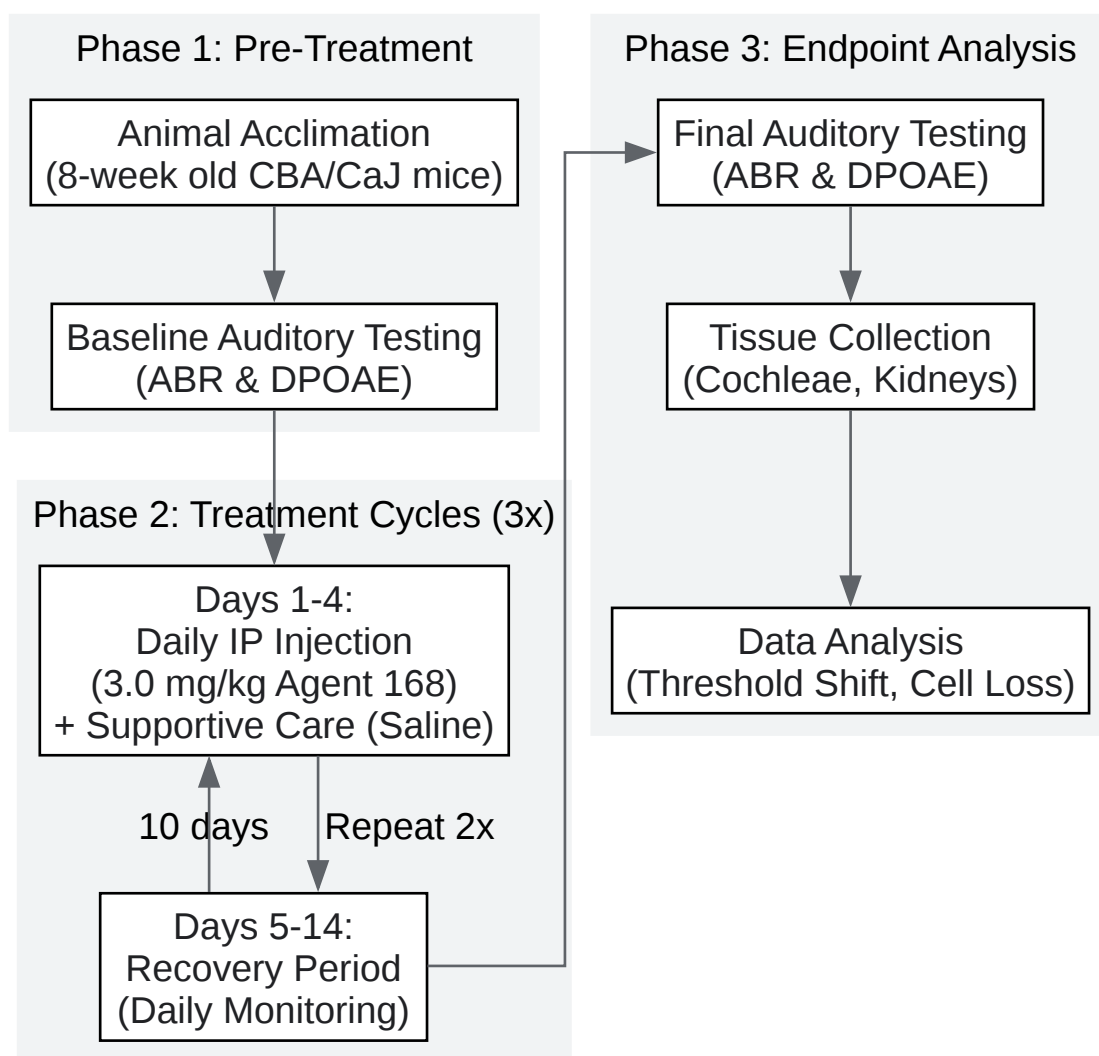 Phase 1: Pre-Treatment
Animal Acclimation
(8-week old CBA/CaJ mice)
Baseline Auditory Testing
(ABR & DPOAE)
Phase 2: Treatment Cycles (3x)
Days 1-4:
Daily IP Injection
(3.0 mg/kg Agent 168)
+ Supportive Care (Saline)
10 days
Repeat 2x
Days 5-14:
Recovery Period
(Daily Monitoring)
Phase 3: Endpoint Analysis
Final Auditory Testing
(ABR & DPOAE)
Tissue Collection
(Cochleae, Kidneys)
Data Analysis
(Threshold Shift, Cell Loss)